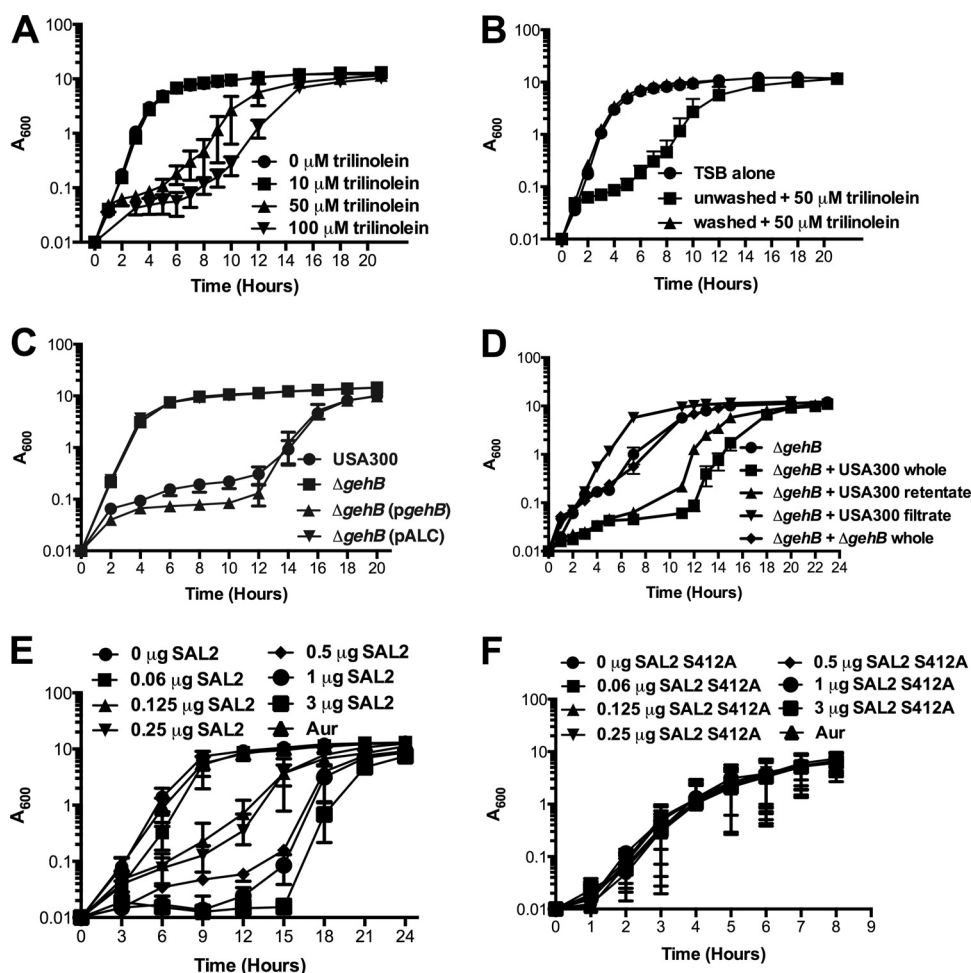 A
100
10
1
0.1
0.01
A600
0 2 4 6 8 10 12 14 16 18 20
Time (Hours)
0 μM trilinolein
10 μM trilinolein
50 μM trilinolein
100 μM trilinolein
B
100
10
1
0.1
0.01
A600
0 2 4 6 8 10 12 14 16 18 20
Time (Hours)
TSB alone
unwashed + 50 μM trilinolein
washed + 50 μM trilinolein
C
100
10
1
0.1
0.01
A600
0 2 4 6 8 10 12 14 16 18 20
Time (Hours)
USA300
ΔgehB
ΔgehB (pgehB)
ΔgehB (pALC)
D
100
10
1
0.1
0.01
A600
0 2 4 6 8 10 12 14 16 18 20 22 24
Time (Hours)
ΔgehB
ΔgehB + USA300 whole
ΔgehB + USA300 retentate
ΔgehB + USA300 filtrate
ΔgehB + ΔgehB whole
E
0 μg SAL2
0.06 μg SAL2
0.125 μg SAL2
0.25 μg SAL2
0.5 μg SAL2
1 μg SAL2
3 μg SAL2
Aur
100
10
1
0.1
0.01
A600
0 3 6 9 12 15 18 21 24
Time (Hours)
F
0 μg SAL2 S412A
0.06 μg SAL2 S412A
0.125 μg SAL2 S412A
0.25 μg SAL2 S412A
0.5 μg SAL2 S412A
1 μg SAL2 S412A
3 μg SAL2 S412A
Aur
100
10
1
0.1
0.01
A600
0 1 2 3 4 5 6 7 8 9
Time (Hours)